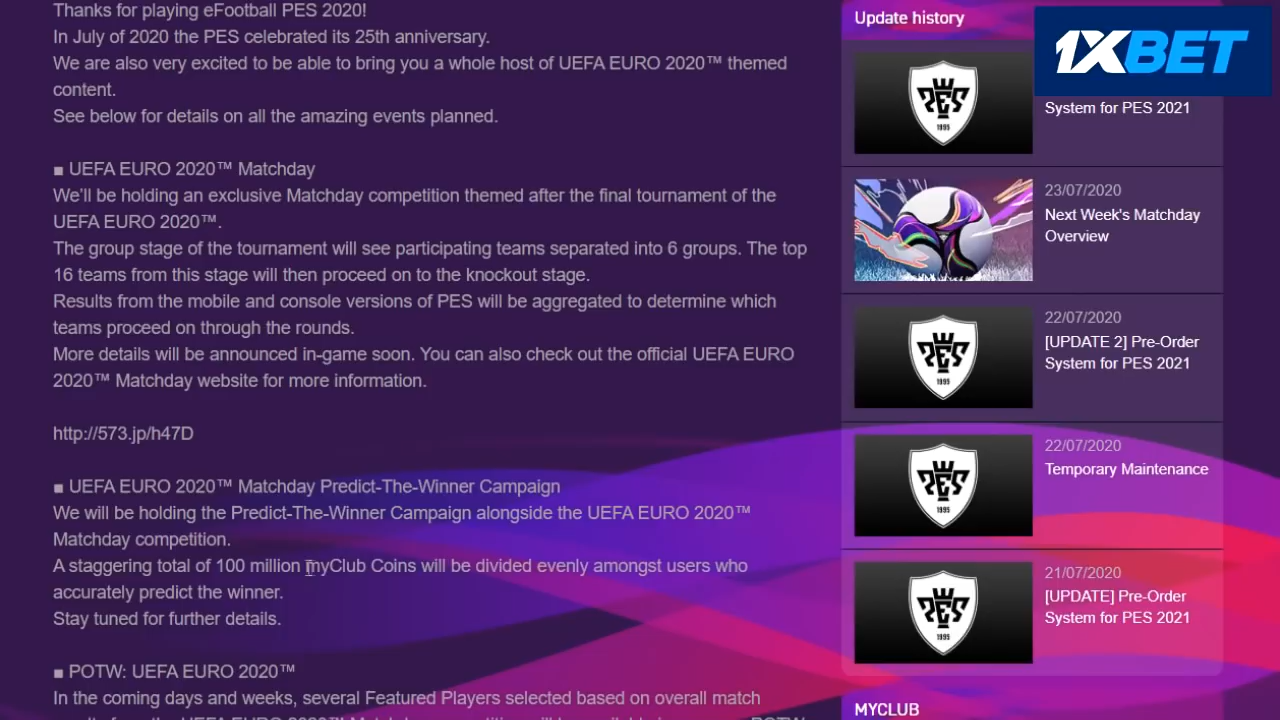 Thanks for playing eFootball PES 2020!
In July of 2020 the PES celebrated its 25th anniversary.
We are also very excited to be able to bring you a whole host of UEFA EURO 2020™ themed
content.
See below for details on all the amazing events planned.
■ UEFA EURO 2020™ Matchday
We'll be holding an exclusive Matchday competition themed after the final tournament of the
UEFA EURO 2020™.
The group stage of the tournament will see participating teams separated into 6 groups. The top
16 teams from this stage will then proceed on to the knockout stage.
Results from the mobile and console versions of PES will be aggregated to determine which
teams proceed on through the rounds.
More details will be announced in-game soon. You can also check out the official UEFA EURO
2020™ Matchday website for more information.
http://573.jp/h47D
■ UEFA EURO 2020™ Matchday Predict-The-Winner Campaign
We will be holding the Predict-The-Winner Campaign alongside the UEFA EURO 2020™
Matchday competition.
A staggering total of 100 million myClub Coins will be divided evenly amongst users who
accurately predict the winner.
Stay tuned for further details.
■ POTW: UEFA EURO 2020™
In the coming days and weeks, several Featured Players selected based on overall match
Update history
1XBET
PES
1995
System for PES 2021
23/07/2020
Next Week's Matchday
Overview
PES
1995
22/07/2020
[UPDATE 2] Pre-Order
System for PES 2021
PES
1995
22/07/2020
Temporary Maintenance
PES
1995
21/07/2020
[UPDATE] Pre-Order
System for PES 2021
MYCLUB